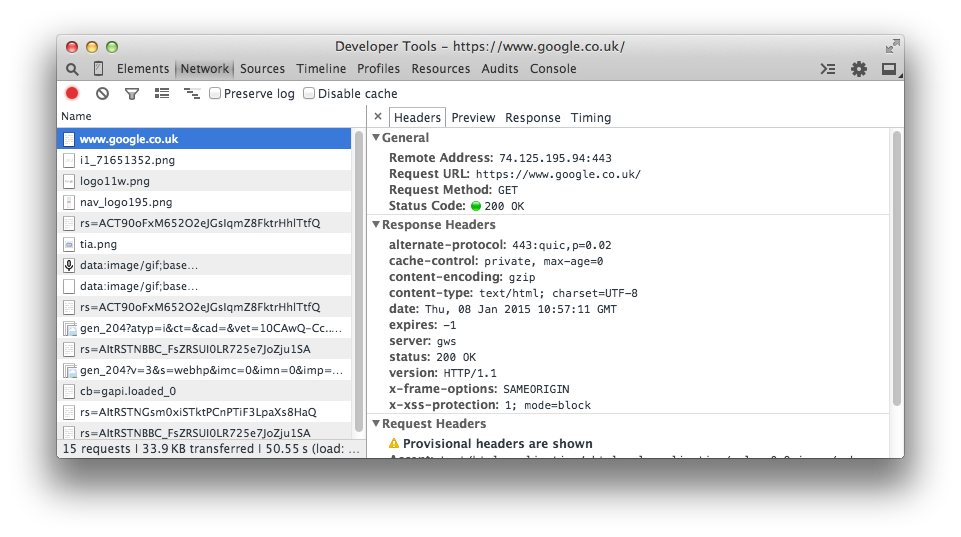 Developer Tools - https://www.google.co.uk/
Elements Network Sources Timeline Profiles Resources Audits Console
Preserve log Disable cache
Name
www.google.co.uk
i1_71651352.png
logo11w.png
nav_logo195.png
rs=ACT90oFxM652O2eJGsIqmZ8FktrHhlTtfQ
tia.png
data:image/gif;base...
data:image/gif;base...
rs=ACT90oFxM652O2eJGsIqmZ8FktrHhlTtfQ
gen_204?atyp=i&ct=&cad=&vet=10CAwQ-Cc.....
rs=AItRSTNBBC_FsZRSUI0LR725e7JoZju1SA
gen_204?v=3&s=webhp&imc=0&imn=0&imp=...
cb=gapi.loaded_0
rs=AItRSTNGsm0xiSTktPCnPTiF3LpaXs8HaQ
rs=AItRSTNBBC_FsZRSUI0LR725e7JoZju1SA
15 requests | 33.9 KB transferred | 50.55 s (load: ...
× Headers Preview Response Timing
General
Remote Address: 74.125.195.94:443
Request URL: https://www.google.co.uk/
Request Method: GET
Status Code: 200 OK
Response Headers
alternate-protocol: 443:quic,p=0.02
cache-control: private, max-age=0
content-encoding: gzip
content-type: text/html; charset=UTF-8
date: Thu, 08 Jan 2015 10:57:11 GMT
expires: -1
server: gws
status: 200 OK
version: HTTP/1.1
x-frame-options: SAMEORIGIN
x-xss-protection: 1; mode=block
Request Headers
Provisional headers are shown